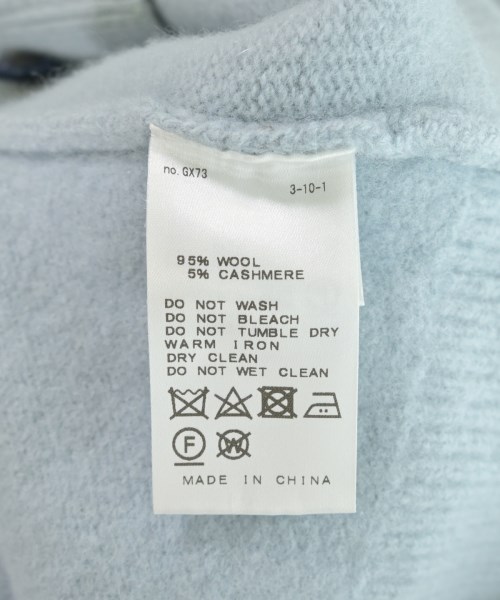 no. GX73
3-10-1
95% WOOL
5% CASHMERE
DO NOT WASH
DO NOT BLEACH
DO NOT TUMBLE DRY
WARM IRON
DRY CLEAN
DO NOT WET CLEAN
F W
MADE IN CHINA